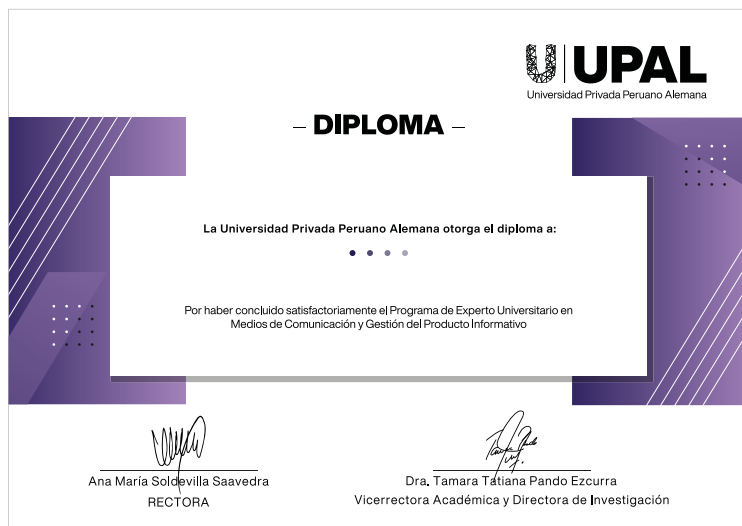 UPAL
Universidad Privada Peruano Alemana
DIPLOMA
La Universidad Privada Peruano Alemana otorga el diploma a:
Por haber concluido satisfactoriamente el Programa de Experto Universitario en
Medios de Comunicación y Gestión del Producto Informativo
Ana María Soldevilla Saavedra
RECTORA
Dra. Tamara Tatiana Pando Ezcurra
Vicerrectora Académica y Directora de Investigación